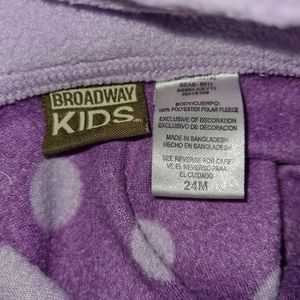 BROADWAY
KIDS
BODY/CUERPO:
100% POLYESTER POLAR FLEECE
EXCLUSIVE OF DECORATION
EXCLUSIVO DE DECORACION
MADE IN BANGLADESH
HECHO EN BANGLADESH
SEE REVERSE FOR CARE
VE EL REVERSO PARA
EL CUIDADO
24M